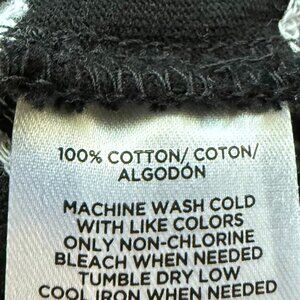 100% COTTON/ COTON/
ALGODÓN
MACHINE WASH COLD
WITH LIKE COLORS
ONLY NON-CHLORINE
BLEACH WHEN NEEDED
TUMBLE DRY LOW
COOL IRON WHEN NEEDED